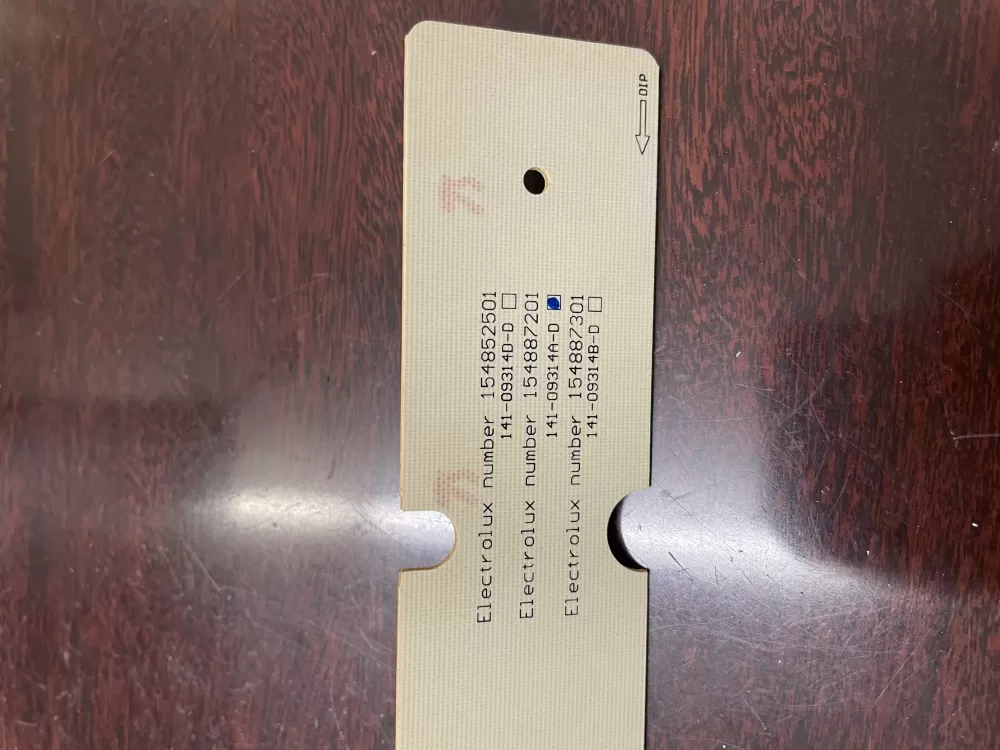 DIP
Electrolux number 154852501
141-09314D-D
Electrolux number 154887201
141-09314A-D
Electrolux number 154887301
141-09314B-D